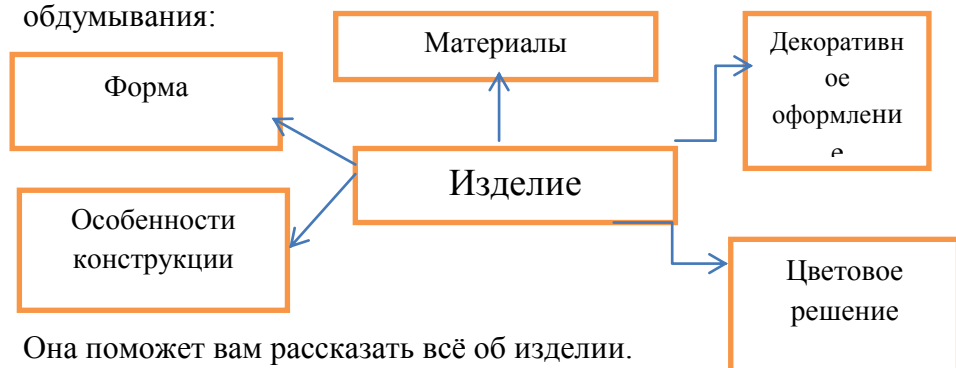 обдумывания:
Материалы
Декоративн
ое
оформлени
е
Форма
Изделие
Особенности
конструкции
Цветовое
решение
Она поможет вам рассказать всё об изделии.